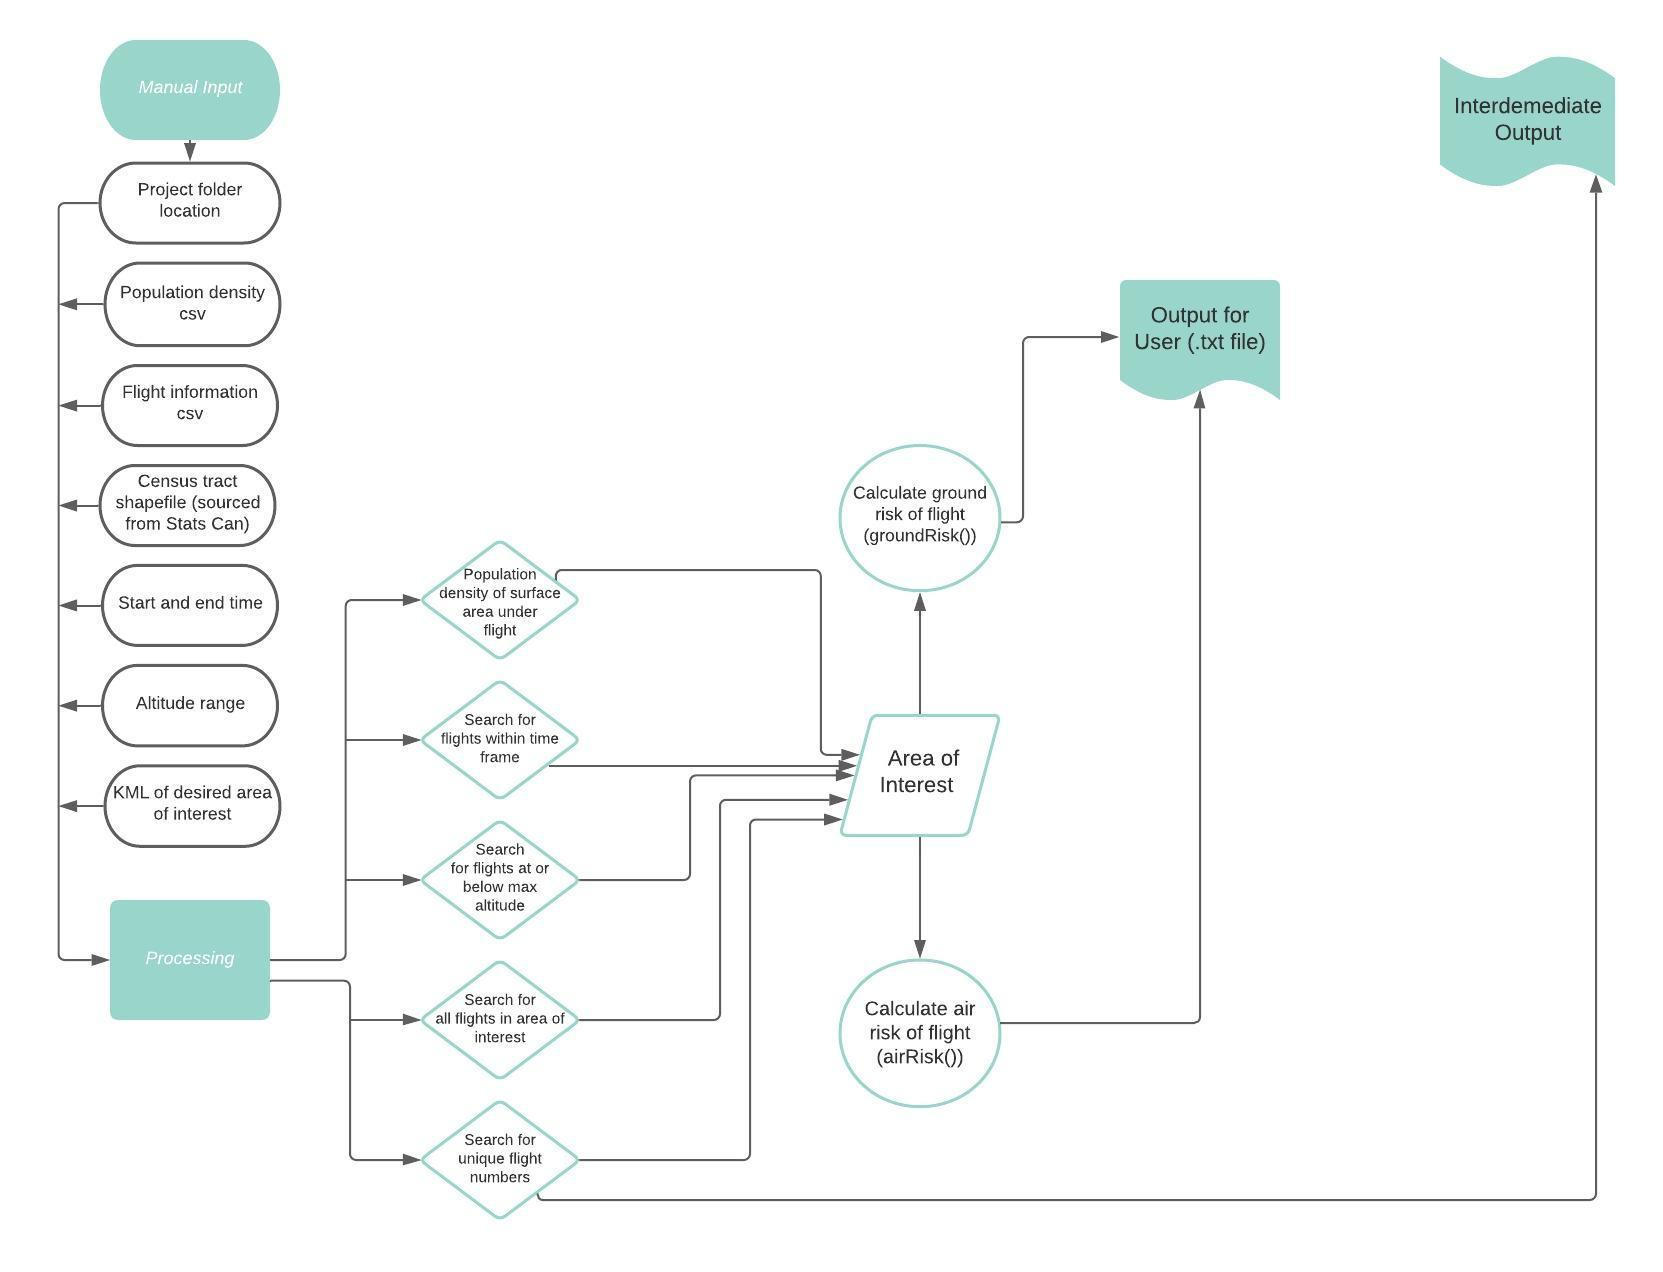 Manual Input
Project folder
location
Population density
csv
Flight information
csv
Census tract
shapefile (sourced
from Stats Can)
Start and end time
Altitude range
KML of desired area
of interest
Processing
Population
density of surface
area under
flight
Search for
flights within time
frame
Search
for flights at or
below max
altitude
Search for
all flights in area of
interest
Search for
unique flight
numbers
Area of
Interest
Calculate ground
risk of flight
(groundRisk())
Calculate air
risk of flight
(airRisk())
Output for
User (.txt file)
Interdemediate
Output